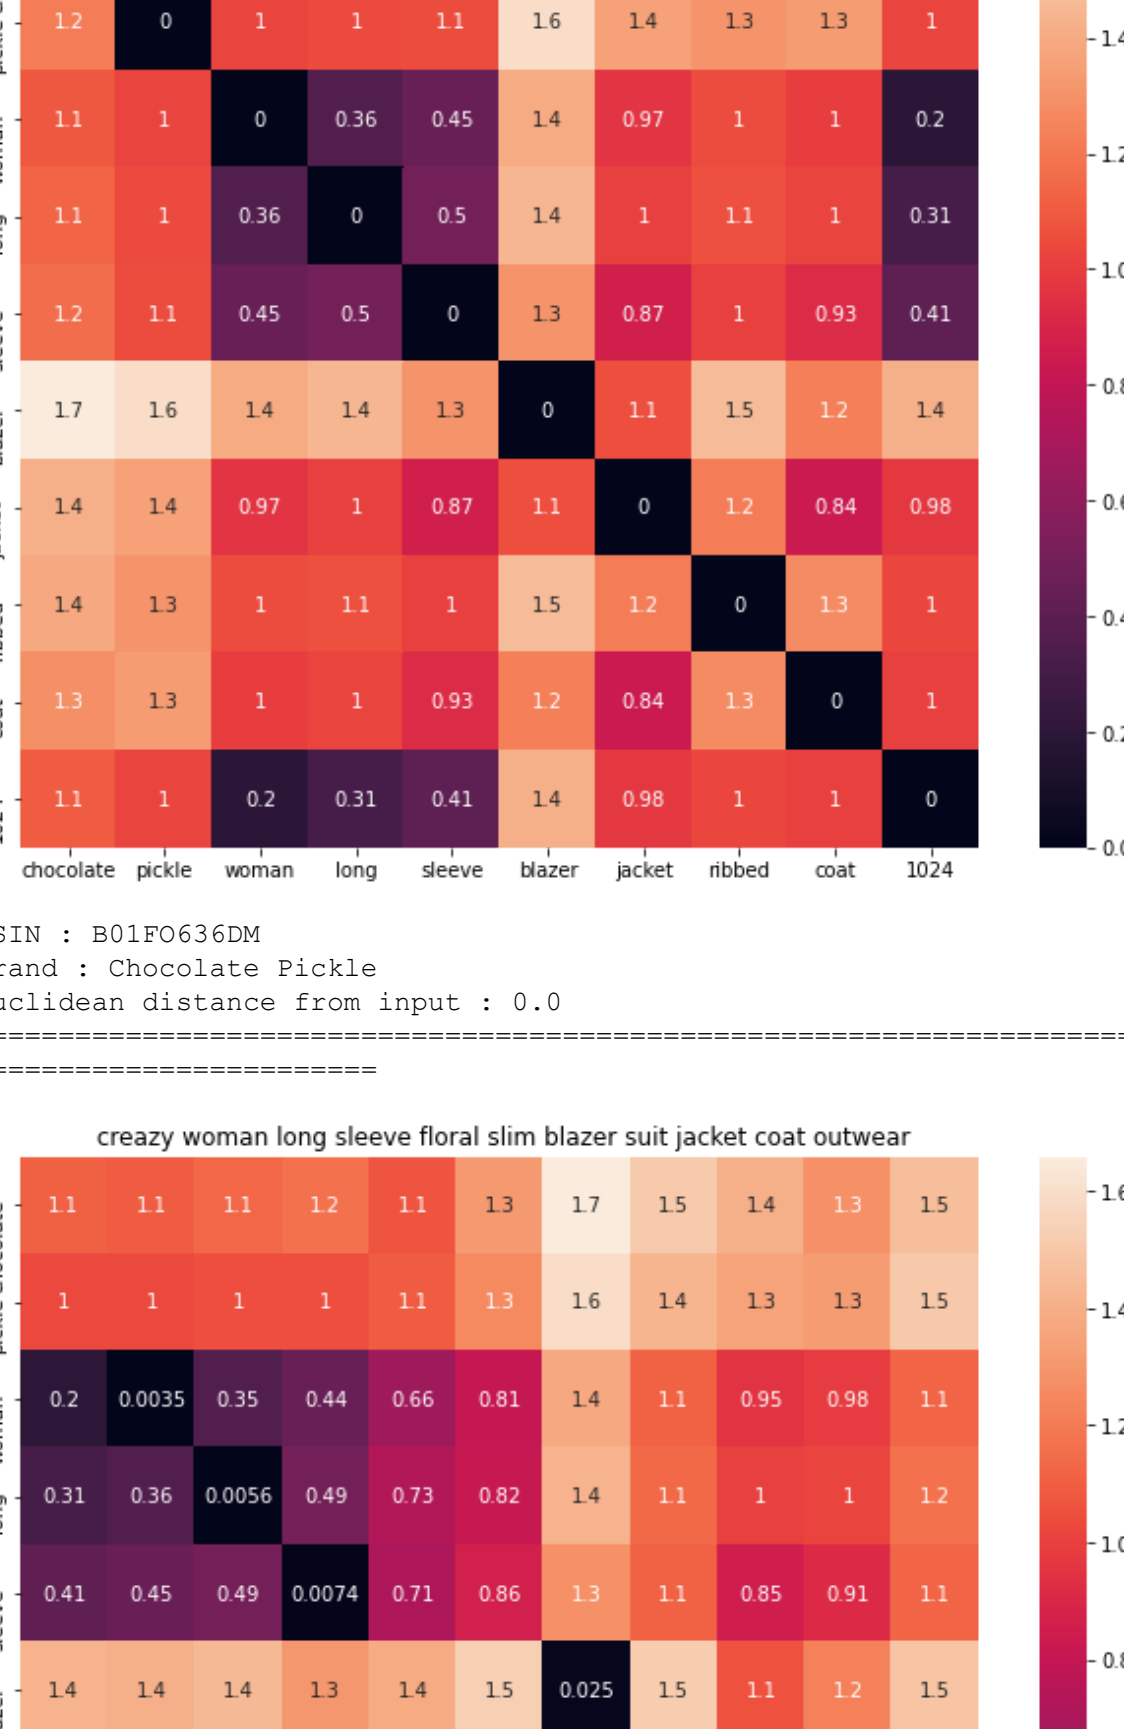 1.2 0 1 1 1.1 1.6 1.4 1.3 1.3 1
1.1 1 0 0.36 0.45 1.4 0.97 1 1 0.2
1.1 1 0.36 0 0.5 1.4 1 1.1 1 0.31
1.2 1.1 0.45 0.5 0 1.3 0.87 1 0.93 0.41
1.7 1.6 1.4 1.4 1.3 0 1.1 1.5 1.2 1.4
1.4 1.4 0.97 1 0.87 1.1 0 1.2 0.84 0.98
1.4 1.3 1 1.1 1 1.5 1.2 0 1.3 1
1.3 1.3 1 1 0.93 1.2 0.84 1.3 0 1
1.1 1 0.2 0.31 0.41 1.4 0.98 1 1 0
chocolate pickle woman long sleeve blazer jacket ribbed coat 1024
SIN : B01FO636DM
rand : Chocolate Pickle
uclidean distance from input : 0.0
creazy woman long sleeve floral slim blazer suit jacket coat outwear
1.1 1.1 1.1 1.2 1.1 1.3 1.7 1.5 1.4 1.3 1.5
1 1 1 1 1.1 1.3 1.6 1.4 1.3 1.3 1.5
0.2 0.0035 0.35 0.44 0.66 0.81 1.4 1.1 0.95 0.98 1.1
0.31 0.36 0.0056 0.49 0.73 0.82 1.4 1.1 1 1 1.2
0.41 0.45 0.49 0.0074 0.71 0.86 1.3 1.1 0.85 0.91 1.1
1.4 1.4 1.4 1.3 1.4 1.5 0.025 1.5 1.1 1.2 1.5